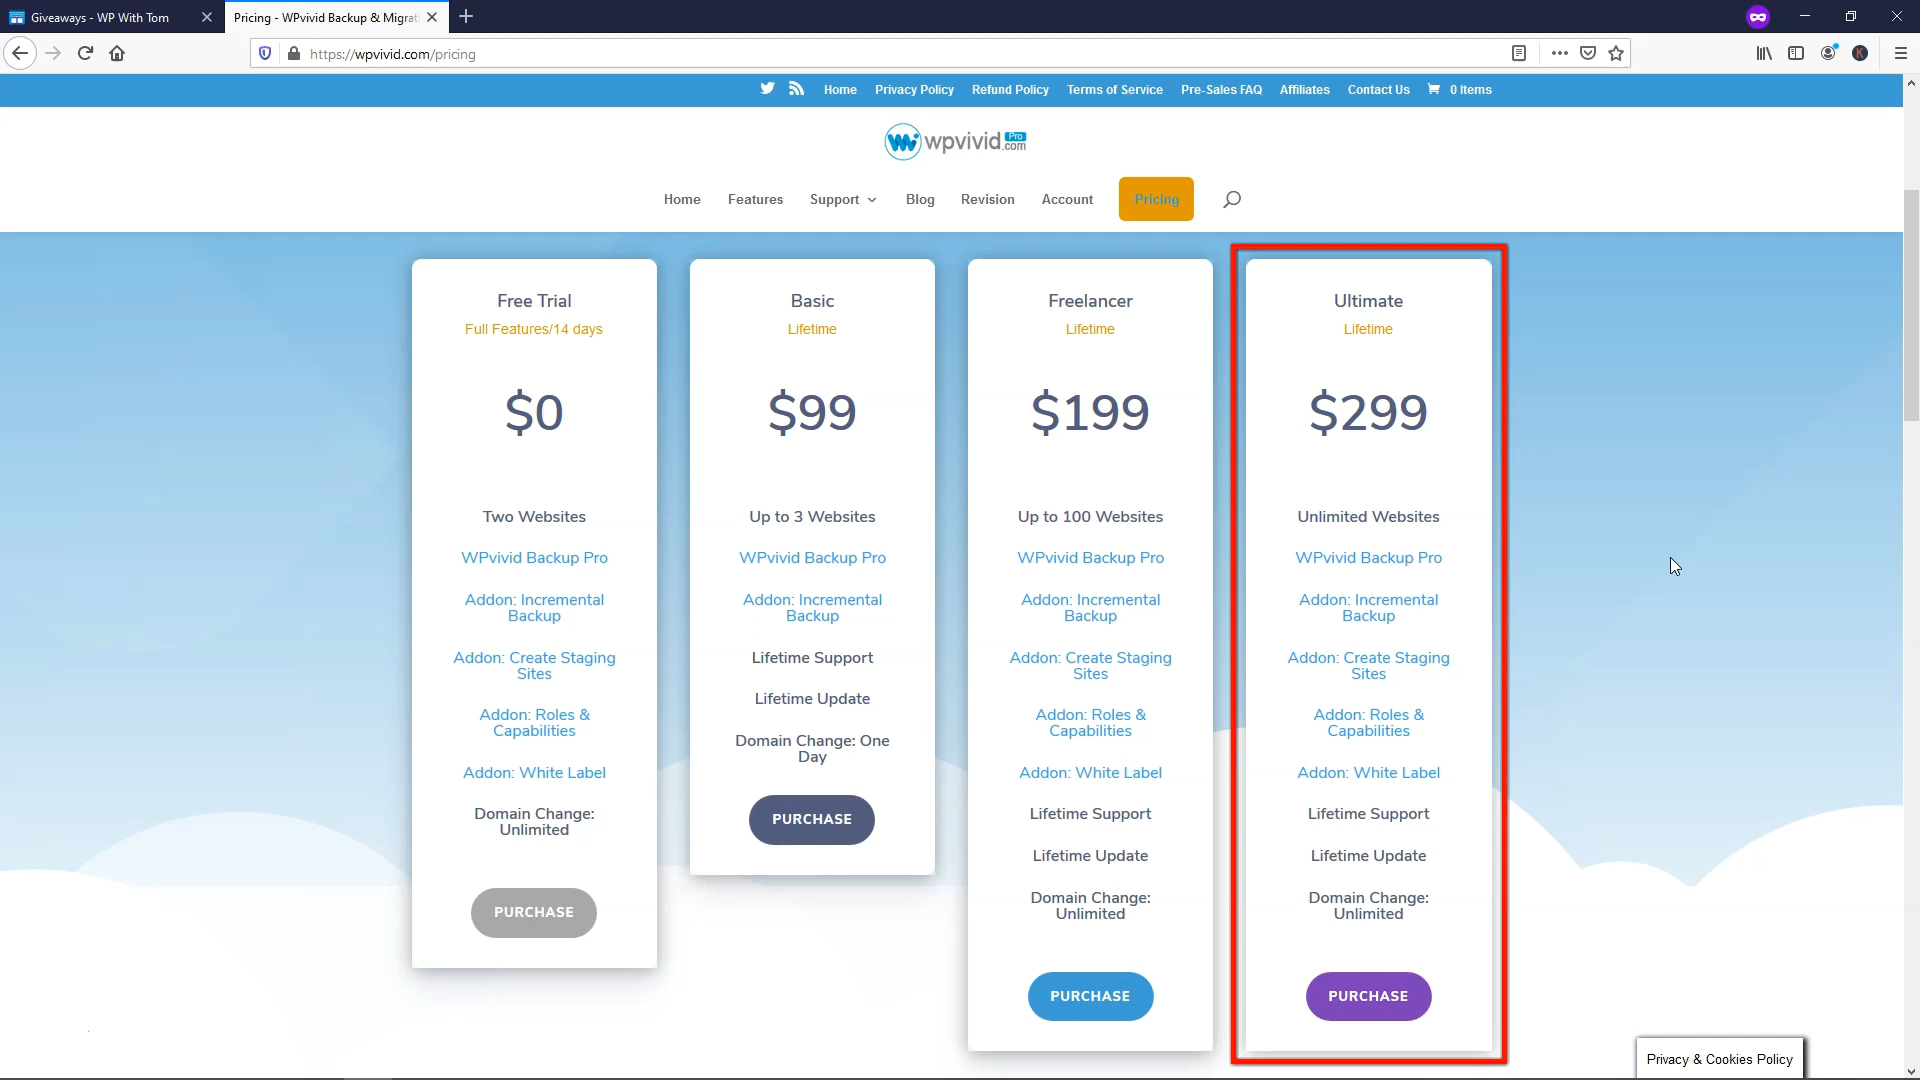 Giveaways - WP With Tom
Pricing - WPvivid Backup & Migrat
https://wpvivid.com/pricing
K
Home Privacy Policy Refund Policy Terms of Service Pre-Sales FAQ Affiliates Contact Us 0 Items
wpvivid.com Pro
Home Features Support Blog Revision Account Pricing
Free Trial
Full Features/14 days
$0
Two Websites
WPvivid Backup Pro
Addon: Incremental
Backup
Addon: Create Staging
Sites
Addon: Roles &
Capabilities
Addon: White Label
Domain Change:
Unlimited
PURCHASE
Basic
Lifetime
$99
Up to 3 Websites
WPvivid Backup Pro
Addon: Incremental
Backup
Lifetime Support
Lifetime Update
Domain Change: One
Day
PURCHASE
Freelancer
Lifetime
$199
Up to 100 Websites
WPvivid Backup Pro
Addon: Incremental
Backup
Addon: Create Staging
Sites
Addon: Roles &
Capabilities
Addon: White Label
Lifetime Support
Lifetime Update
Domain Change:
Unlimited
PURCHASE
Ultimate
Lifetime
$299
Unlimited Websites
WPvivid Backup Pro
Addon: Incremental
Backup
Addon: Create Staging
Sites
Addon: Roles &
Capabilities
Addon: White Label
Lifetime Support
Lifetime Update
Domain Change:
Unlimited
PURCHASE
Privacy & Cookies Policy